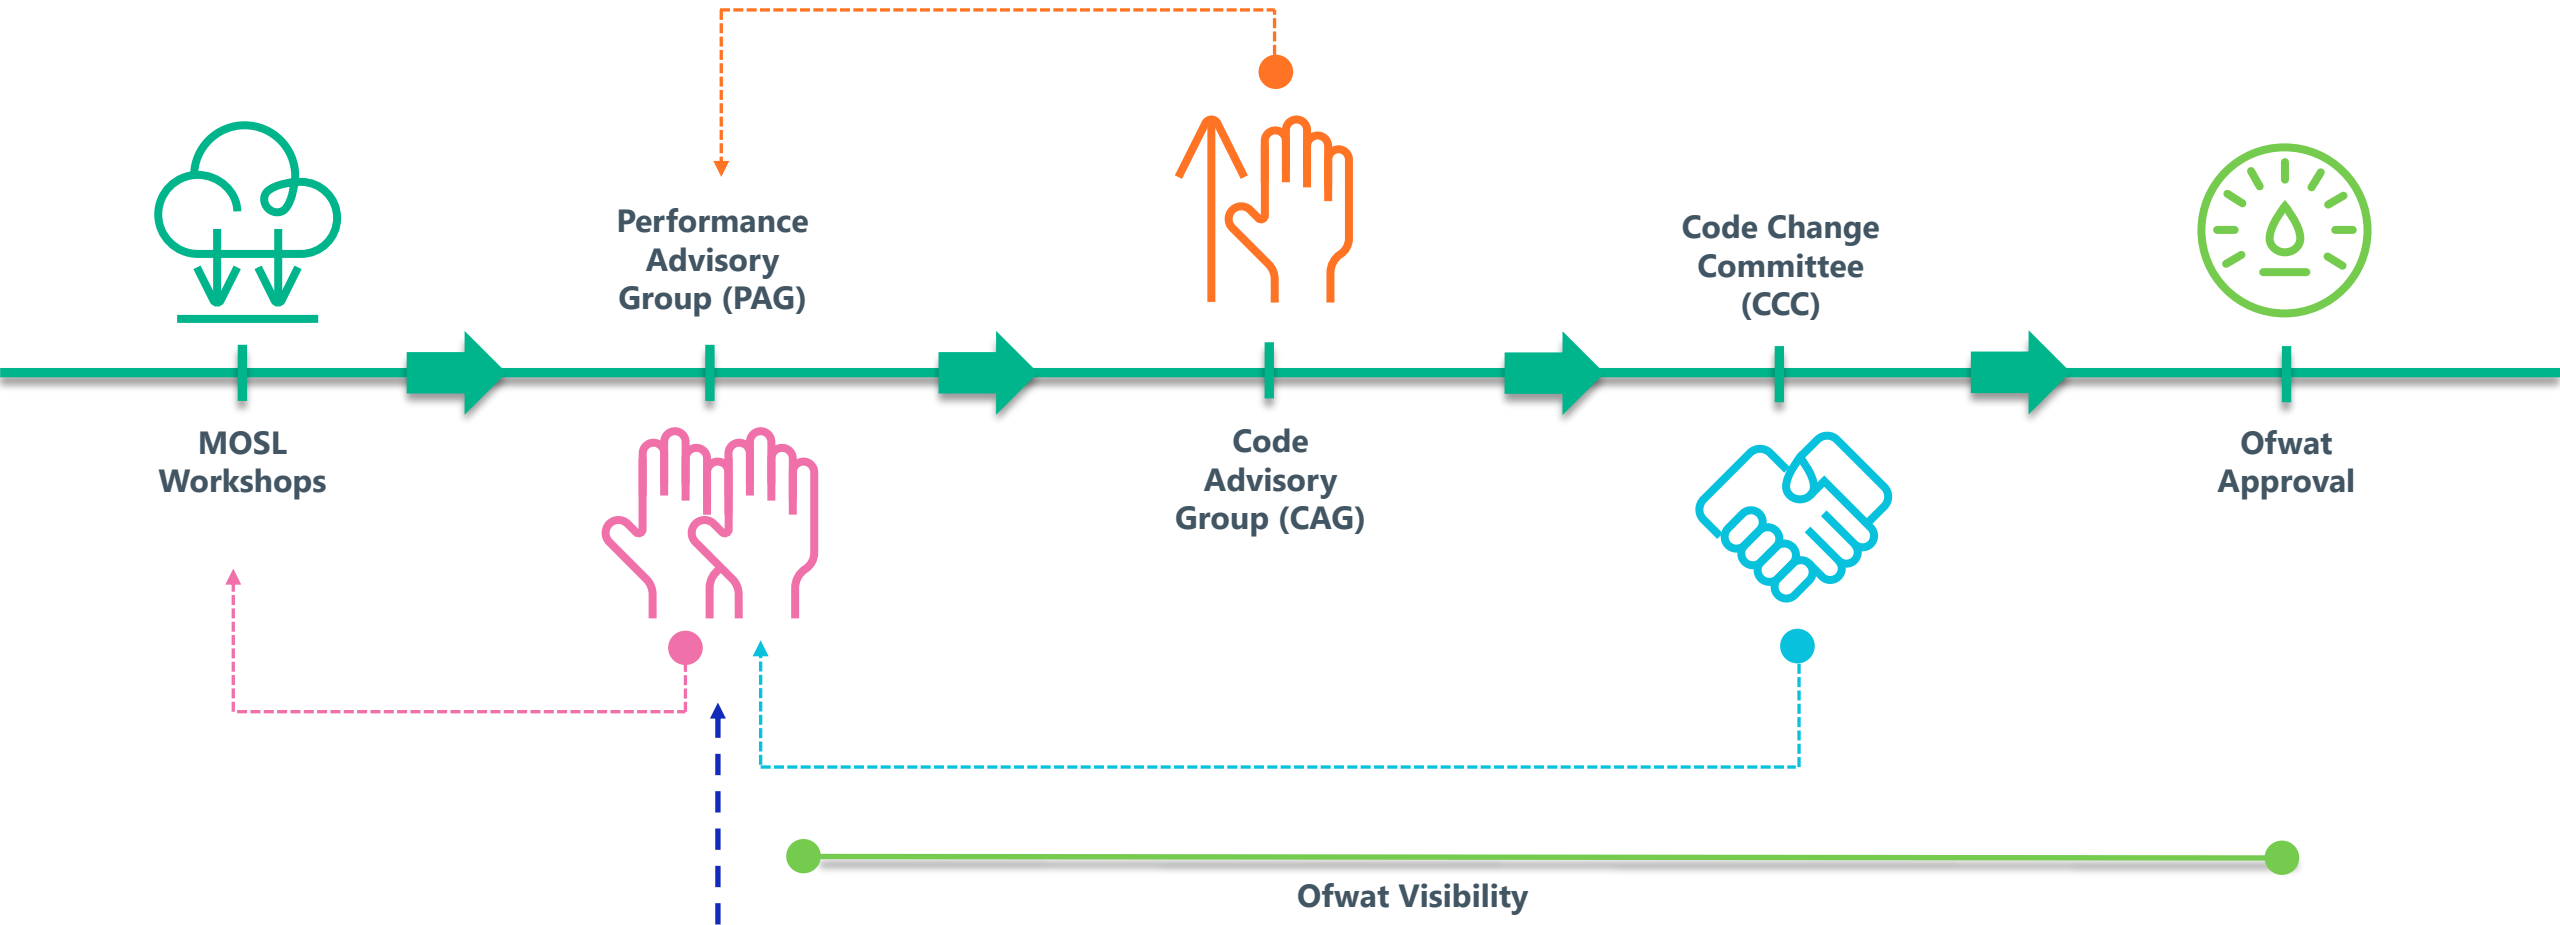 Performance
Advisory
Group (PAG)
Code Change
Committee
(CCC)
MOSL
Workshops
Code
Advisory
Group (CAG)
Ofwat
Approval
Ofwat Visibility